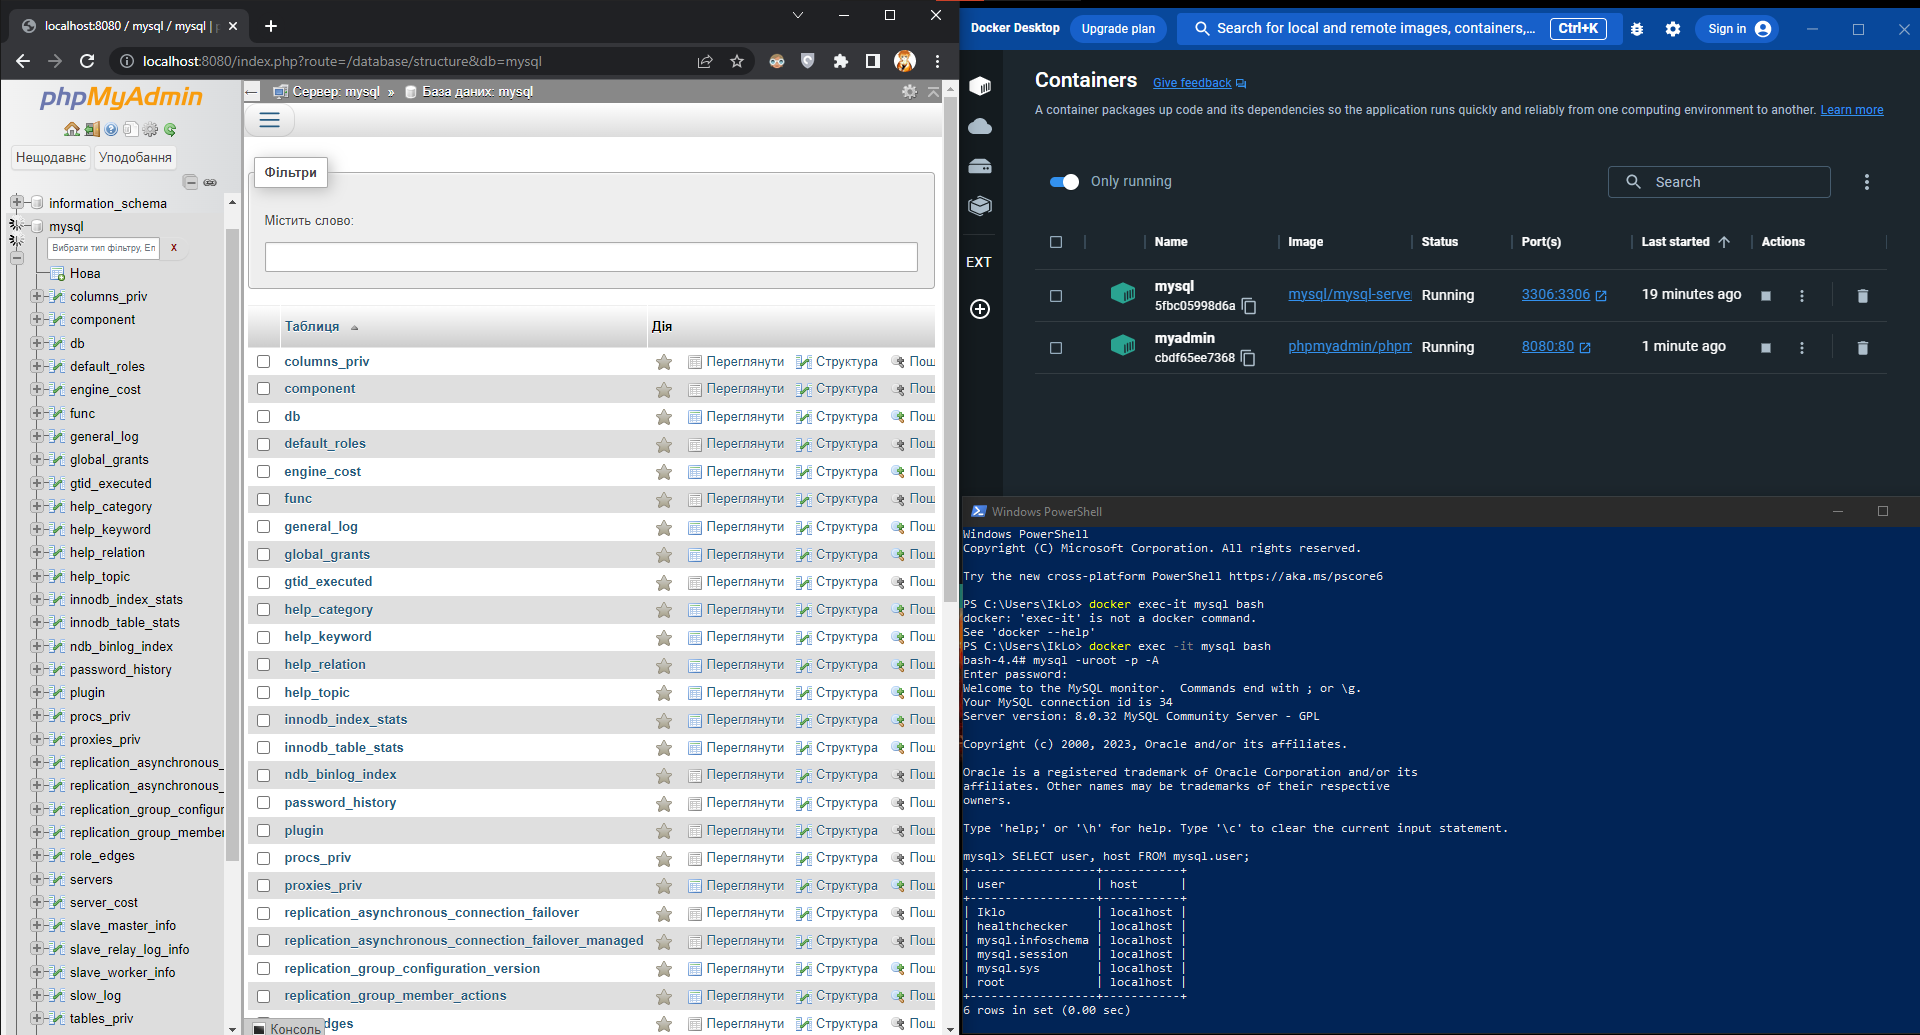 localhost:8080 / mysql / mysql | p
localhost:8080/index.php?route=/database/structure&db=mysql
phpMyAdmin
Нещодавнє
Уподобання
information_schema
mysql
Вибрати тип фільтру, En
X
Нова
columns_priv
component
db
default_roles
engine_cost
func
general_log
global_grants
gtid_executed
help_category
help_keyword
help_relation
help_topic
innodb_index_stats
innodb_table_stats
ndb_binlog_index
password_history
plugin
procs_priv
proxies_priv
replication_asynchronous_
replication_asynchronous_
replication_group_configur
replication_group_member
role_edges
servers
server_cost
slave_master_info
slave_relay_log_info
slave_worker_info
slow_log
tables_priv
Сервер: mysql » База даних: mysql
Фільтри
Містить слово:
Таблиця Дія
columns_priv Переглянути Структура Пош
component Переглянути Структура Пош
db Переглянути Структура Пош
default_roles Переглянути Структура Пош
engine_cost Переглянути Структура Пош
func Переглянути Структура Пош
general_log Переглянути Структура Пош
global_grants Переглянути Структура Пош
gtid_executed Переглянути Структура Пош
help_category Переглянути Структура Пош
help_keyword Переглянути Структура Пош
help_relation Переглянути Структура Пош
help_topic Переглянути Структура Пош
innodb_index_stats Переглянути Структура Пош
innodb_table_stats Переглянути Структура Пош
ndb_binlog_index Переглянути Структура Пош
password_history Переглянути Структура Пош
plugin Переглянути Структура Пош
procs_priv Переглянути Структура Пош
proxies_priv Переглянути Структура Пош
replication_asynchronous_connection_failover Переглянути Структура Пош
replication_asynchronous_connection_failover_managed Переглянути Структура Пош
replication_group_configuration_version Переглянути Структура Пош
replication_group_member_actions Переглянути Структура Пош
dges Переглянути Структура Пош
Консоль
Docker Desktop Upgrade plan Search for local and remote images, containers,... Ctrl+K Sign in
Containers Give feedback
A container packages up code and its dependencies so the application runs quickly and reliably from one computing environment to another. Learn more
Only running
Search
EXT
Name Image Status Port(s) Last started Actions
mysql
5fbc05998d6a mysql/mysql-serve Running 3306:3306 19 minutes ago
myadmin
cbdf65ee7368 phpmyadmin/phpm Running 8080:80 1 minute ago
Windows PowerShell
Windows PowerShell
Copyright (C) Microsoft Corporation. All rights reserved.
Try the new cross-platform PowerShell https://aka.ms/pscore6
PS C:\Users\IkLo> docker exec-it mysql bash
docker: 'exec-it' is not a docker command.
See 'docker --help'
PS C:\Users\IkLo> docker exec -it mysql bash
bash-4.4# mysql -uroot -p -A
Enter password:
Welcome to the MySQL monitor.  Commands end with ; or \g.
Your MySQL connection id is 34
Server version: 8.0.32 MySQL Community Server - GPL
Copyright (c) 2000, 2023, Oracle and/or its affiliates.
Oracle is a registered trademark of Oracle Corporation and/or its
affiliates. Other names may be trademarks of their respective
owners.
Type 'help;' or '\h' for help. Type '\c' to clear the current input statement.
mysql> SELECT user, host FROM mysql.user;
+------------------+-----------+
| user             | host      |
+------------------+-----------+
| Iklo             | localhost |
| healthchecker    | localhost |
| mysql.infoschema | localhost |
| mysql.session    | localhost |
| mysql.sys        | localhost |
| root             | localhost |
+------------------+-----------+
6 rows in set (0.00 sec)